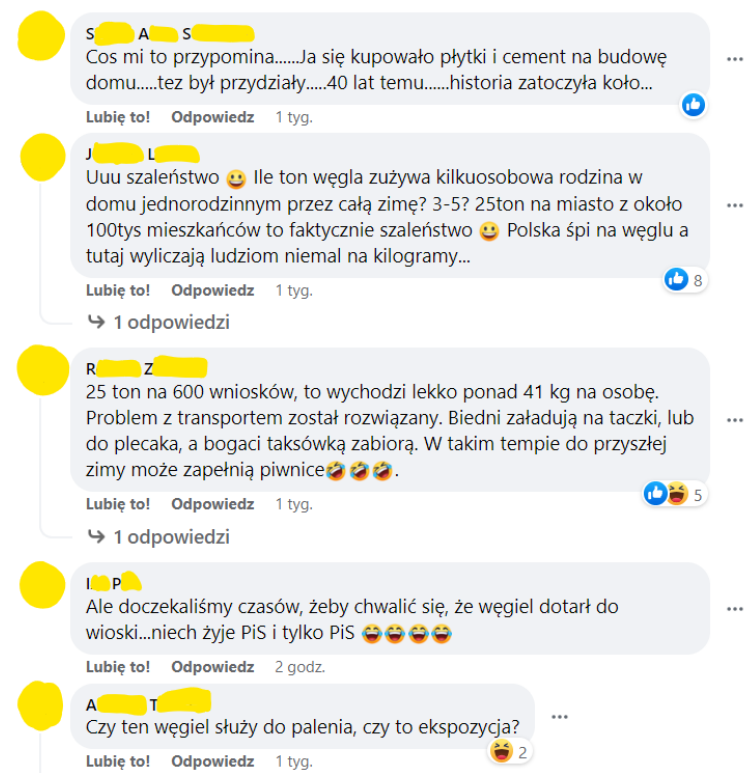 S A S
Cos mi to przypomina......Ja się kupowało płytki i cement na budowę
domu.....tez był przydziały.....40 lat temu......historia zatoczyła koło...
Lubię to! Odpowiedz 1 tyg.
J L
Uuu szaleństwo 😀 Ile ton węgla zużywa kilkuosobowa rodzina w
domu jednorodzinnym przez całą zimę? 3-5? 25ton na miasto z około
100tys mieszkańców to faktycznie szaleństwo 😀 Polska śpi na węglu a
tutaj wyliczają ludziom niemal na kilogramy...
8
Lubię to! Odpowiedz 1 tyg.
1 odpowiedzi
R Z
25 ton na 600 wniosków, to wychodzi lekko ponad 41 kg na osobę.
Problem z transportem został rozwiązany. Biedni załadują na taczki, lub
do plecaka, a bogaci taksówką zabiorą. W takim tempie do przyszłej
zimy może zapełnią piwnice🤣🤣🤣.
5
Lubię to! Odpowiedz 1 tyg.
1 odpowiedzi
I. P
Ale doczekaliśmy czasów, żeby chwalić się, że węgiel dotarł do
wioski...niech żyje PiS i tylko PiS 😂😂😂😂
Lubię to! Odpowiedz 2 godz.
A T
Czy ten węgiel służy do palenia, czy to ekspozycja?
2
Lubię to! Odpowiedz 1 tyg.